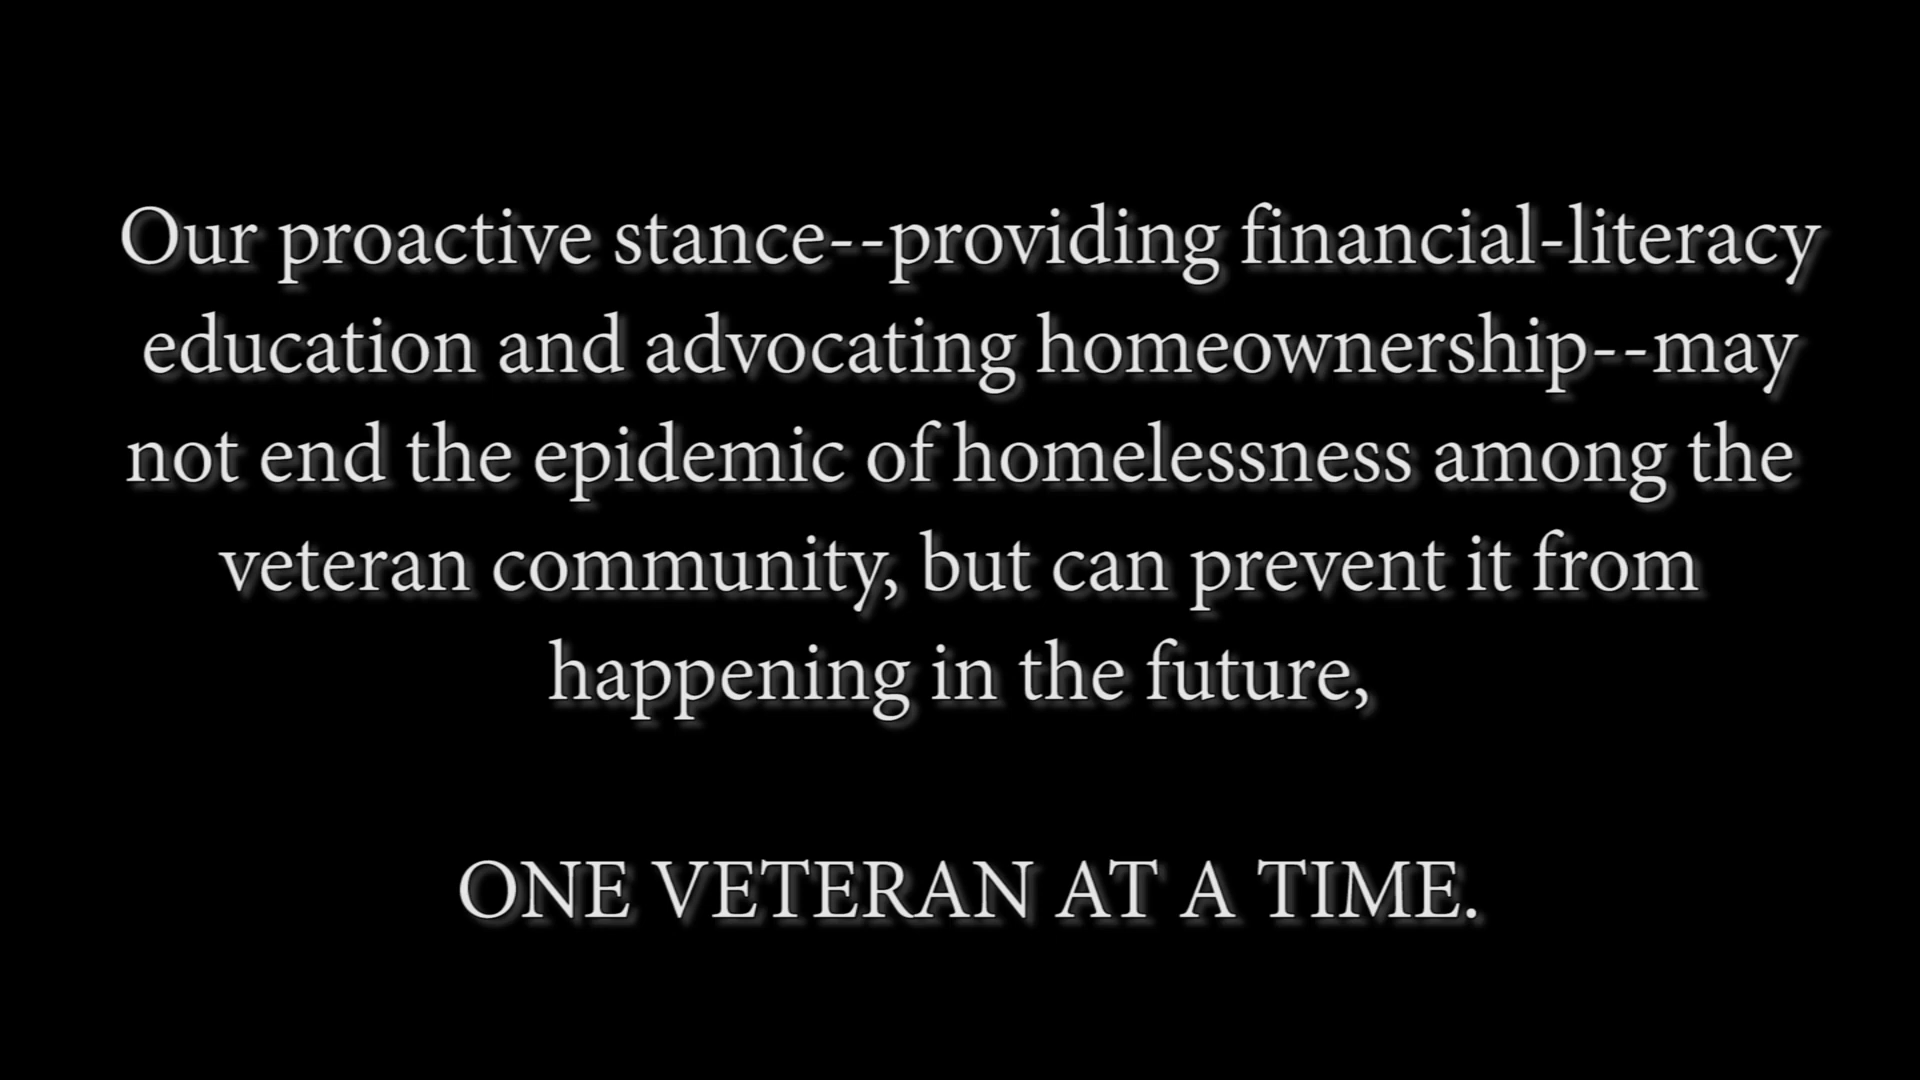 Our proactive stance--providing financial-literacy
education and advocating homeownership--may
not end the epidemic of homelessness among the
veteran community, but can prevent it from
happening in the future,
ONE VETERAN AT A TIME.